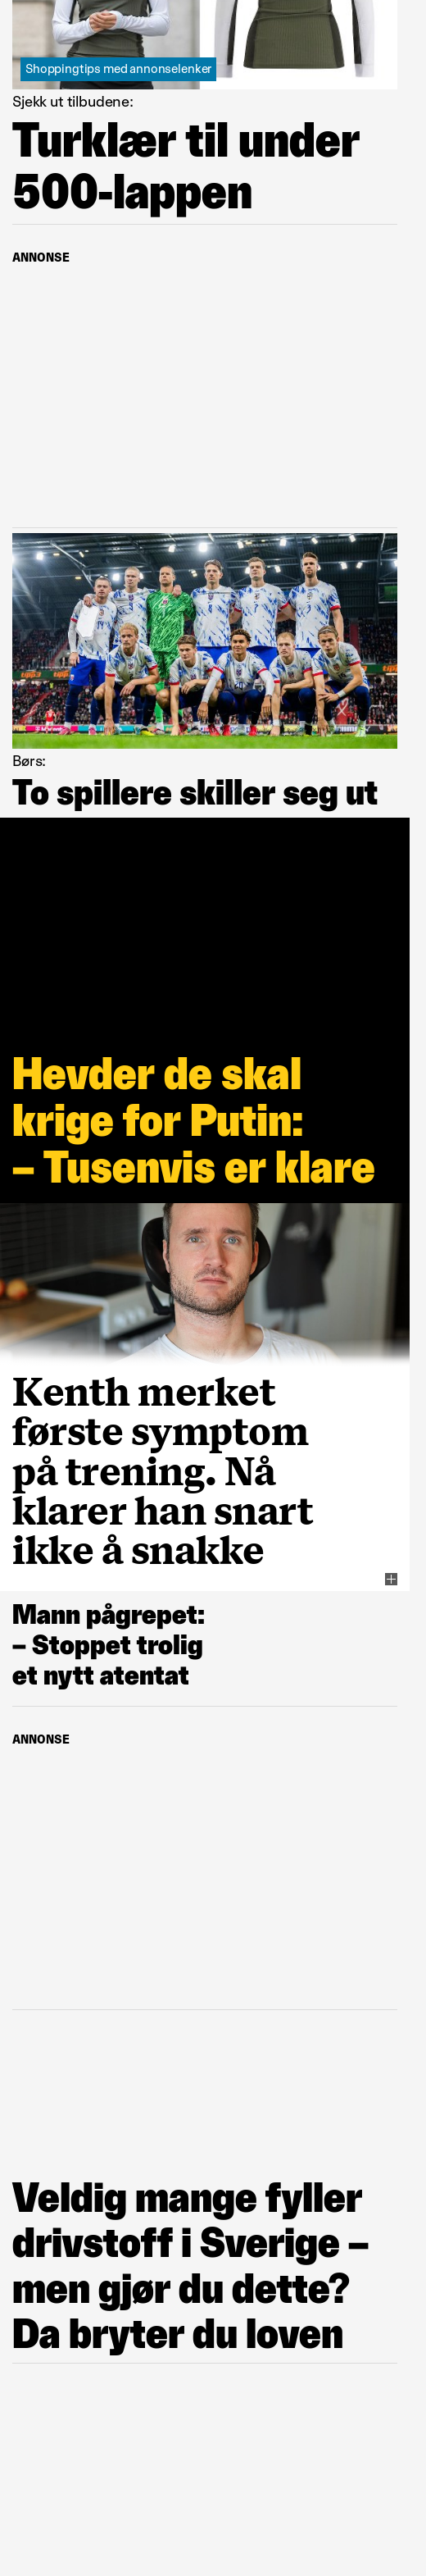 Shoppingtips med annonselenker
Sjekk ut tilbudene:
Turklær til under
500-lappen
ANNONSE
Børs:
To spillere skiller seg ut
Hevder de skal
krige for Putin:
– Tusenvis er klare
Kenth merket
første symptom
på trening. Nå
klarer han snart
ikke å snakke
Mann pågrepet:
– Stoppet trolig
et nytt atentat
ANNONSE
Veldig mange fyller
drivstoff i Sverige –
men gjør du dette?
Da bryter du loven